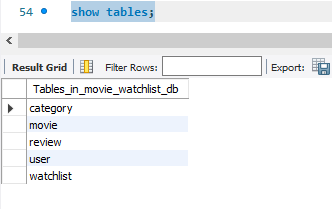 54 show tables;
Result Grid Filter Rows: Export:
Tables_in_movie_watchlist_db
category
movie
review
user
watchlist